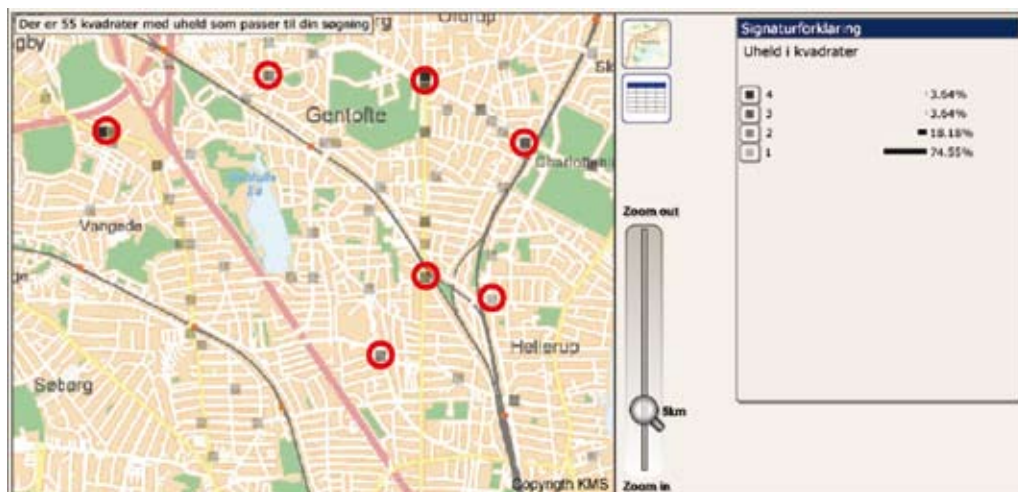 Der er 55 kvadrater med uheld som passer til din søgning
Signaturforklaring
Uheld i kvadrater
4 3.64%
3 3.64%
2 18.18%
1 74.55%
Gentofte
Vangede
Hellerup
Søborg
Zoom out
5km
Zoom in
Copyrigth KMS